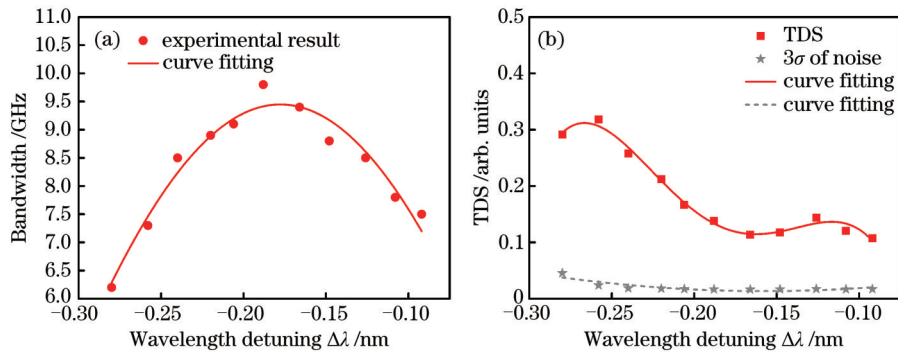 (a)
experimental result
curve fitting
Bandwidth /GHz
11.0
10.5
10.0
9.5
9.0
8.5
8.0
7.5
7.0
6.5
6.0
−0.30 −0.25 −0.20 −0.15 −0.10
Wavelength detuning Δλ /nm
(b)
TDS
3σ of noise
curve fitting
curve fitting
TDS /arb. units
0.5
0.4
0.3
0.2
0.1
0
−0.30 −0.25 −0.20 −0.15 −0.10
Wavelength detuning Δλ /nm